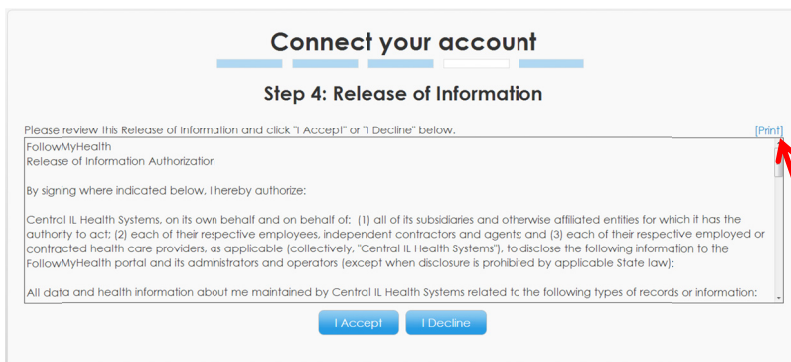 Connect your account
Step 4: Release of Information
Please review this Release of Information and click "I Accept" or "I Decline" below.
[Print]
FollowMyHealth
Release of Information Authorization
By signing where indicated below, I hereby authorize:
Central IL Health Systems, on its own behalf and on behalf of: (1) all of its subsidiaries and otherwise affiliated entities for which it has the
authority to act; (2) each of their respective employees, independent contractors and agents; and (3) each of their respective employed or
contracted health care providers, as applicable (collectively, "Central IL Health Systems"), to disclose the following information to the
FollowMyHealth portal and its administrators and operators (except when disclosure is prohibited by applicable State law):
All data and health information about me maintained by Central IL Health Systems related to the following types of records or information:
I Accept
I Decline